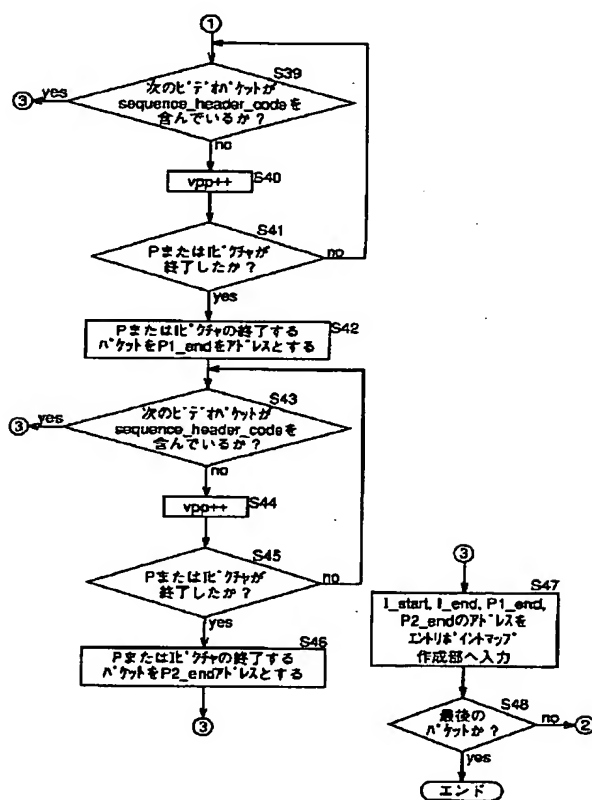 ①
S39
次のビデオパケットが
sequence_header_codeを
含んでいるか？
yes
③
no
vpp++
S40
S41
PまたはIピクチャが
終了したか？
no
yes
S42
PまたはIピクチャの終了する
パケットをP1_endをアドレスとする
S43
次のビデオパケットが
sequence_header_codeを
含んでいるか？
yes
③
no
vpp++
S44
S45
PまたはIピクチャが
終了したか？
no
yes
S46
PまたはIピクチャの終了する
パケットをP2_endアドレスとする
③
③
S47
I_start, I_end, P1_end,
P2_endのアドレスを
エントリポイントマップ
作成部へ入力
S48
最後の
パケットか？
no
②
yes
エンド